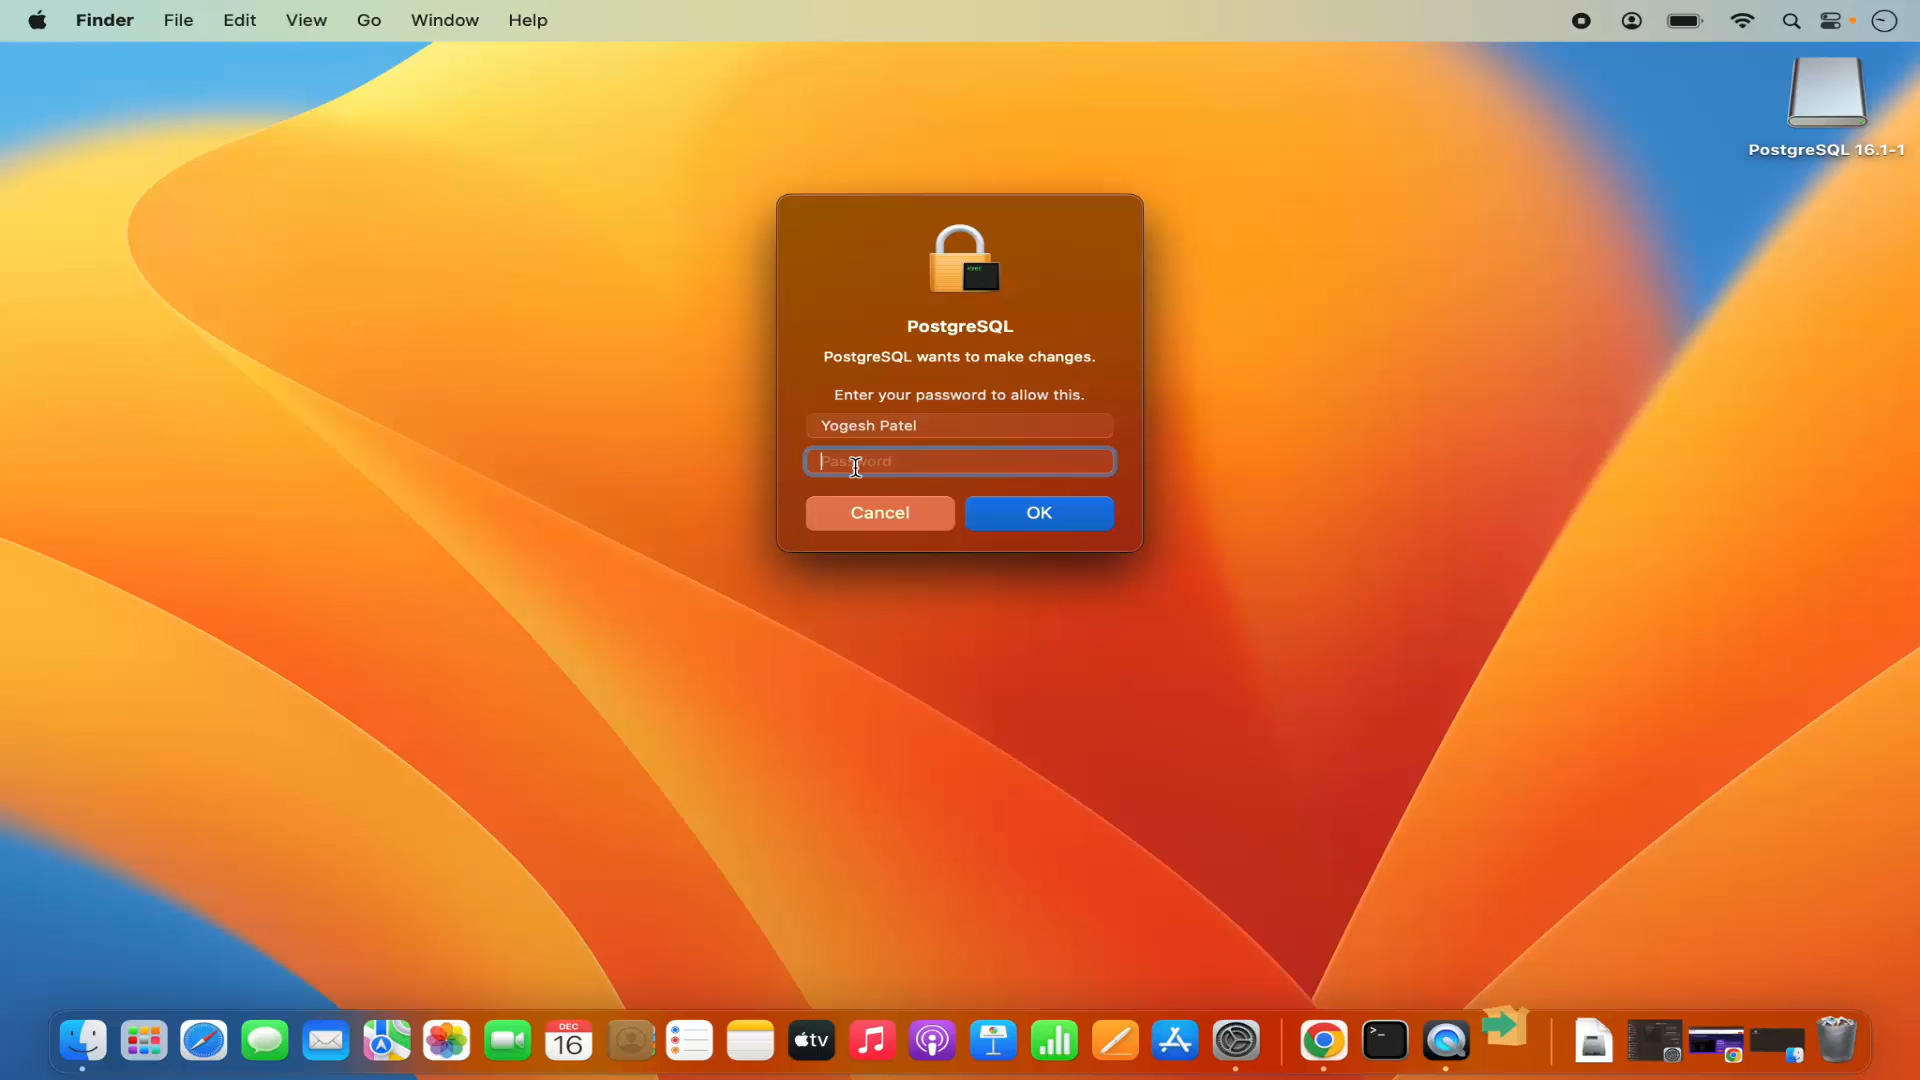 Finder File Edit View Go Window Help
PostgreSQL 16.1-1
PostgreSQL
PostgreSQL wants to make changes.
Enter your password to allow this.
Yogesh Patel
Password
Cancel OK
DEC
16
tv